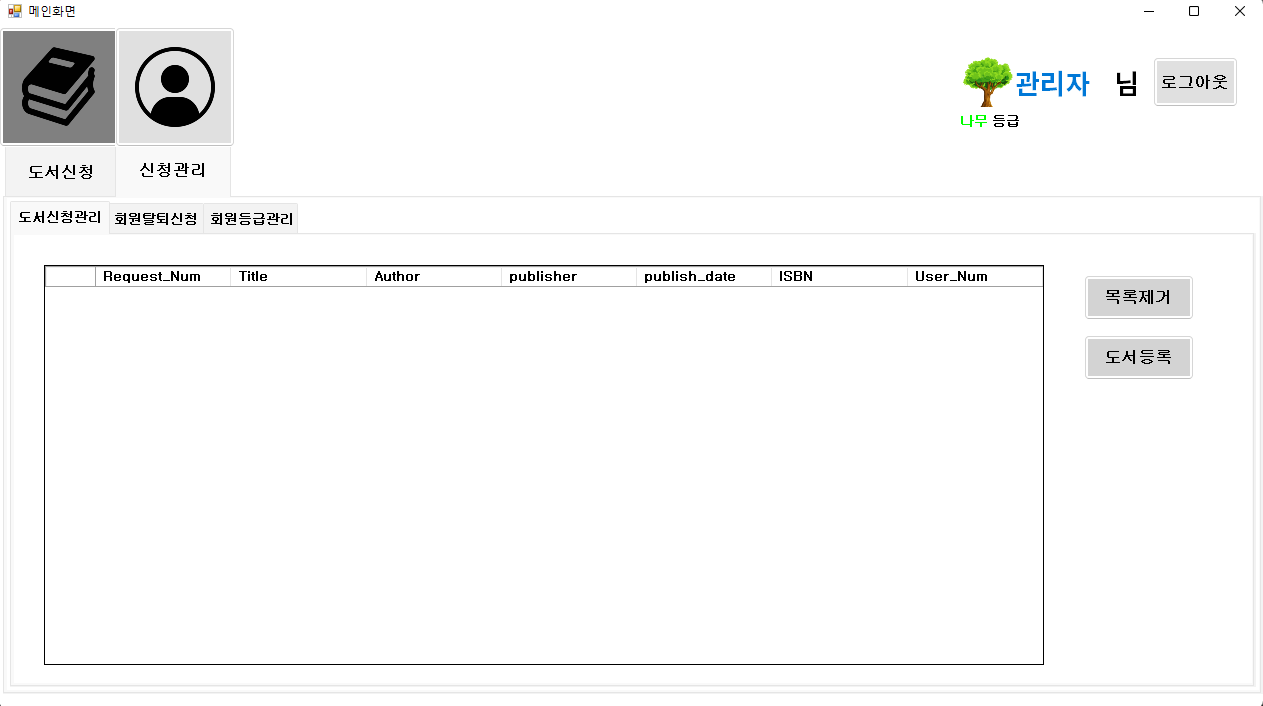 메인화면
관리자 님 로그아웃
나무 등급
도서신청 신청관리
도서신청관리 회원탈퇴신청 회원등급관리
Request_Num Title Author publisher publish_date ISBN User_Num
목록제거
도서등록